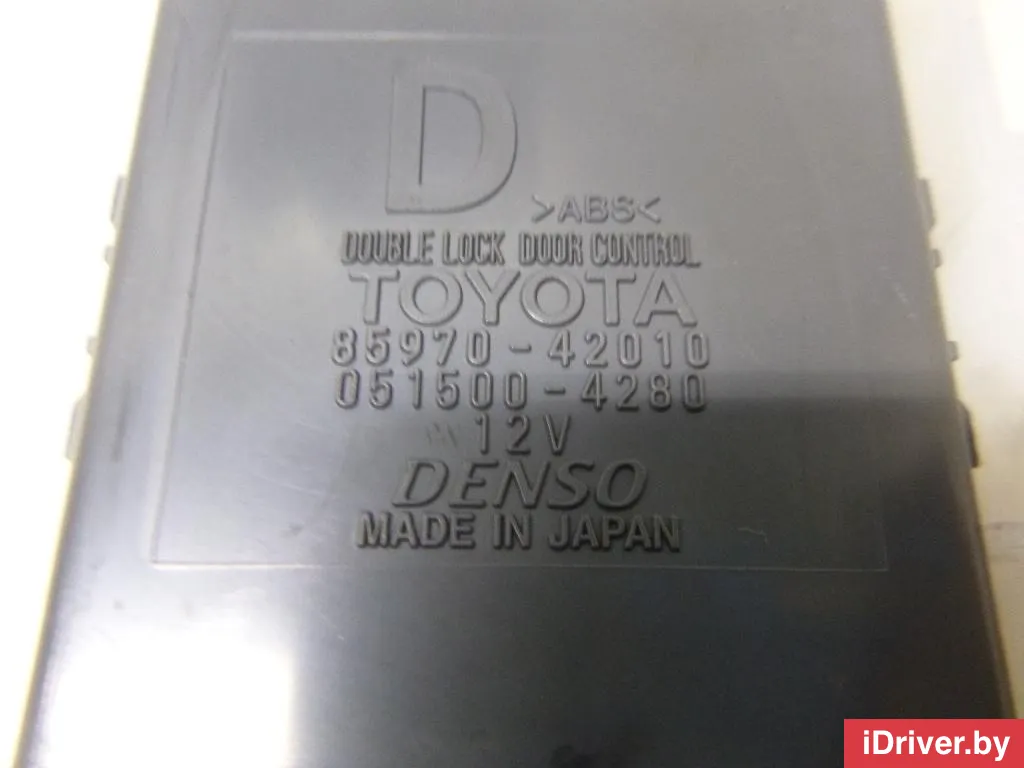 D
>ABS<
DOUBLE LOCK DOOR CONTROL
TOYOTA
85970-42010
051500-4280
12V
DENSO
MADE IN JAPAN
iDriver.by